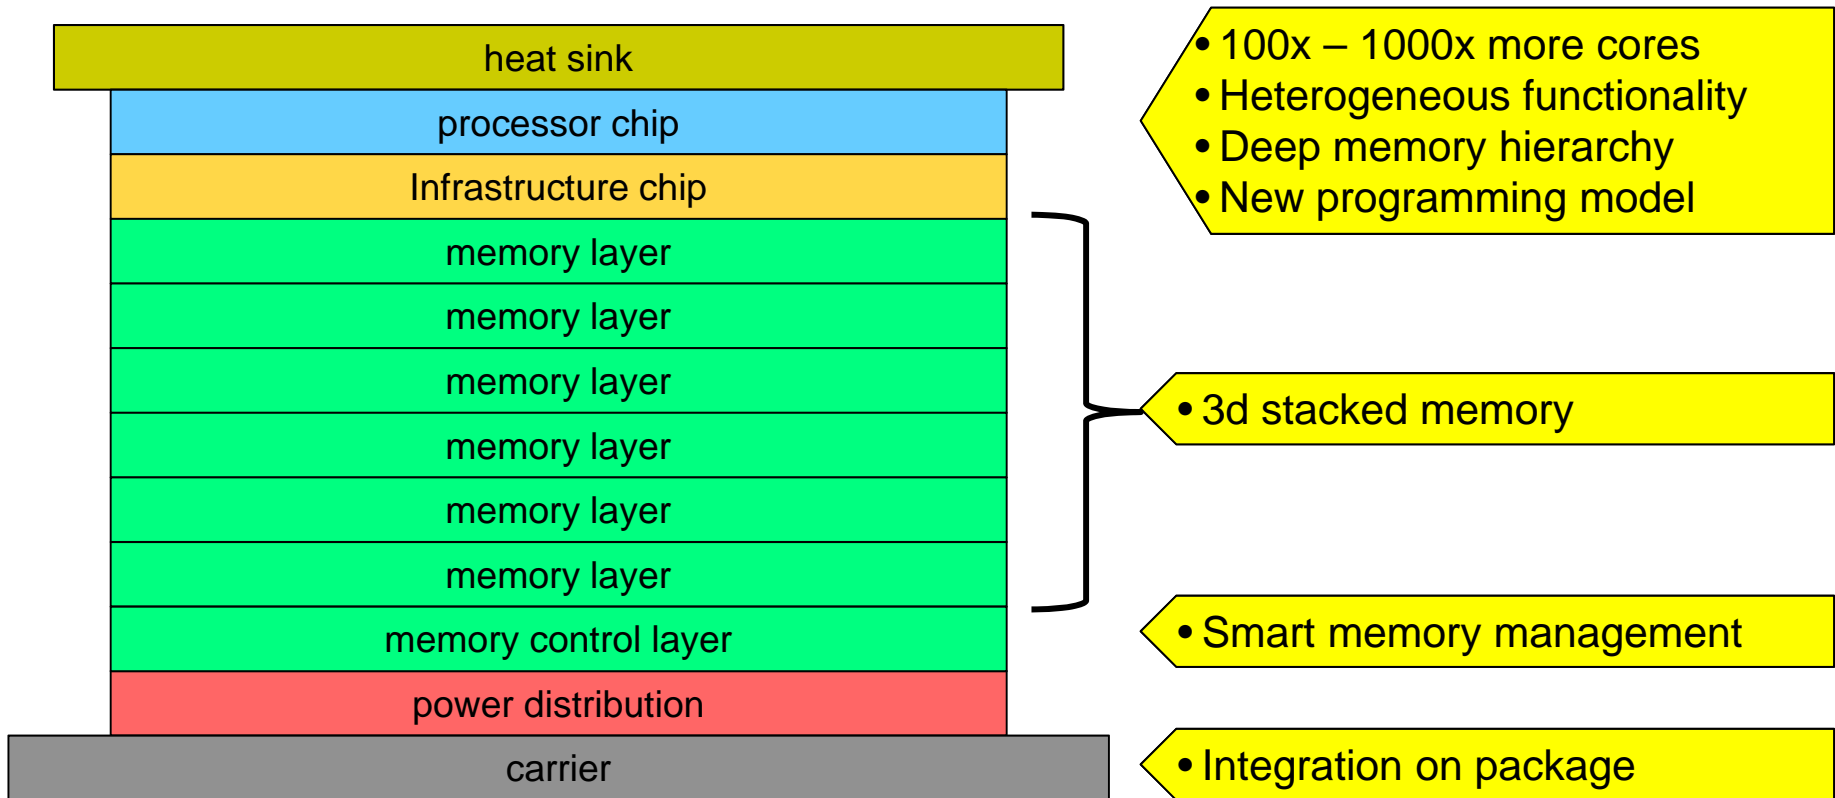 heat sink
processor chip
Infrastructure chip
memory layer
memory layer
memory layer
memory layer
memory layer
memory layer
memory control layer
power distribution
carrier
• 100x – 1000x more cores
• Heterogeneous functionality
• Deep memory hierarchy
• New programming model
• 3d stacked memory
• Smart memory management
• Integration on package